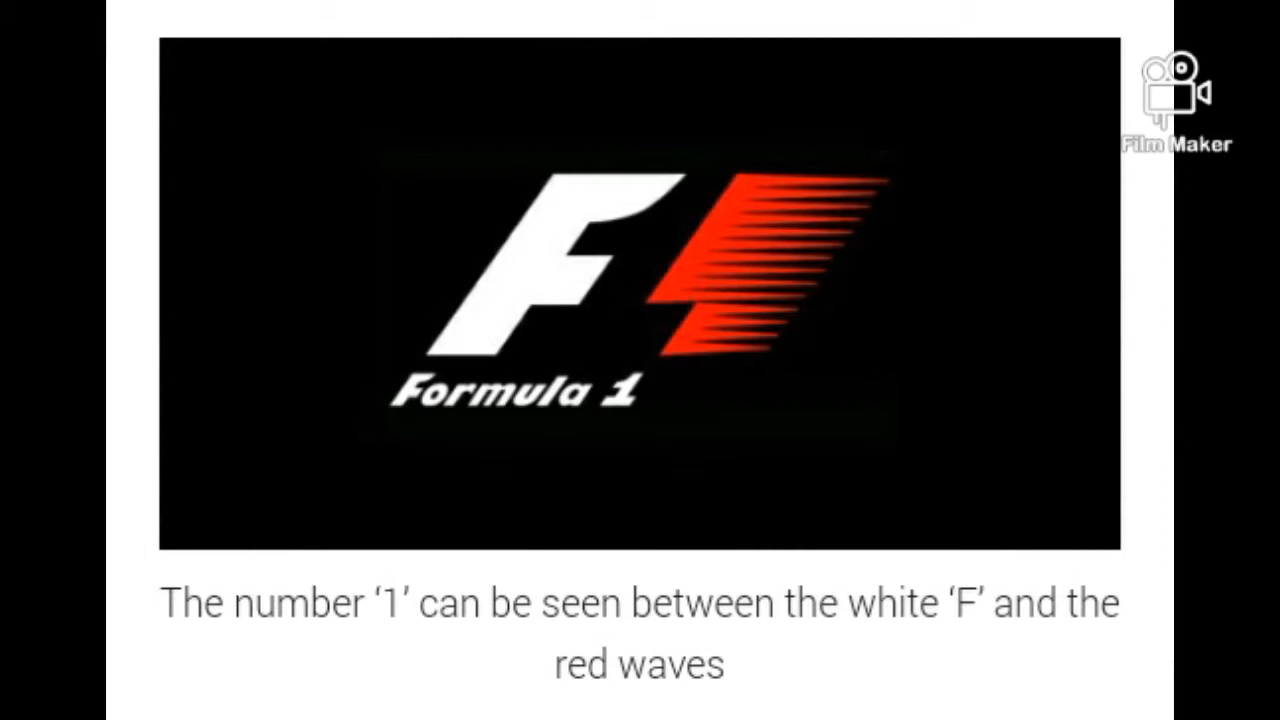 F1
Formula 1
Film Maker
The number ‘1’ can be seen between the white ‘F’ and the
red waves